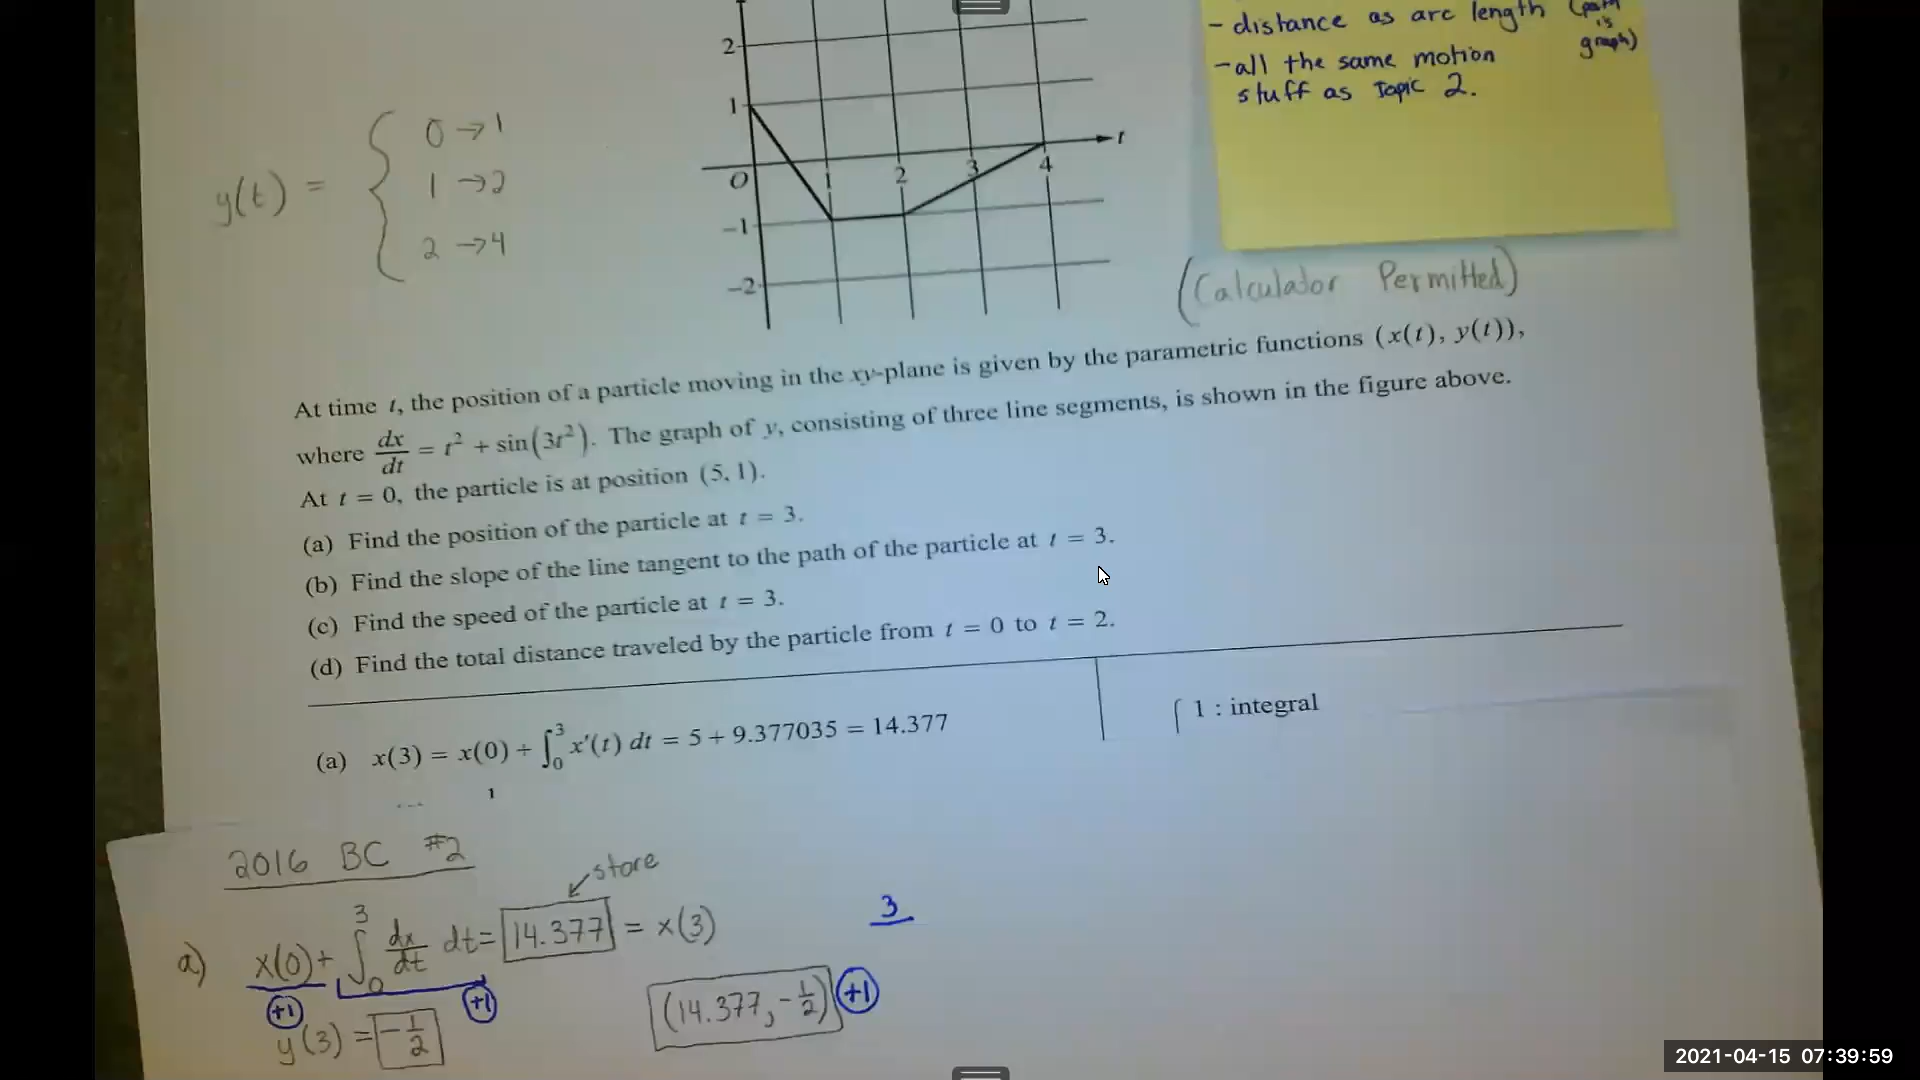 - distance as arc length (path is graph)
- all the same motion
stuff as Topic 2.
2
1
O
1
2
3
4
t
-1
-2
y(t) = {
0 → 1
1 → 2
2 → 4
(Calculator Permitted)
At time t, the position of a particle moving in the xy-plane is given by the parametric functions (x(t), y(t)),
where dx/dt = t² + sin(3t²). The graph of y, consisting of three line segments, is shown in the figure above.
At t = 0, the particle is at position (5, 1).
(a) Find the position of the particle at t = 3.
(b) Find the slope of the line tangent to the path of the particle at t = 3.
(c) Find the speed of the particle at t = 3.
(d) Find the total distance traveled by the particle from t = 0 to t = 2.
(a) x(3) = x(0) + ∫₀³ x′(t) dt = 5 + 9.377035 = 14.377
1 : integral
2016 BC #2
store
a) x(0) + ∫₀³ dx/dt dt = 14.377 = x(3)
3
+1
+1
y(3) = -1/2
(14.377, -1/2) +1
2021-04-15 07:39:59